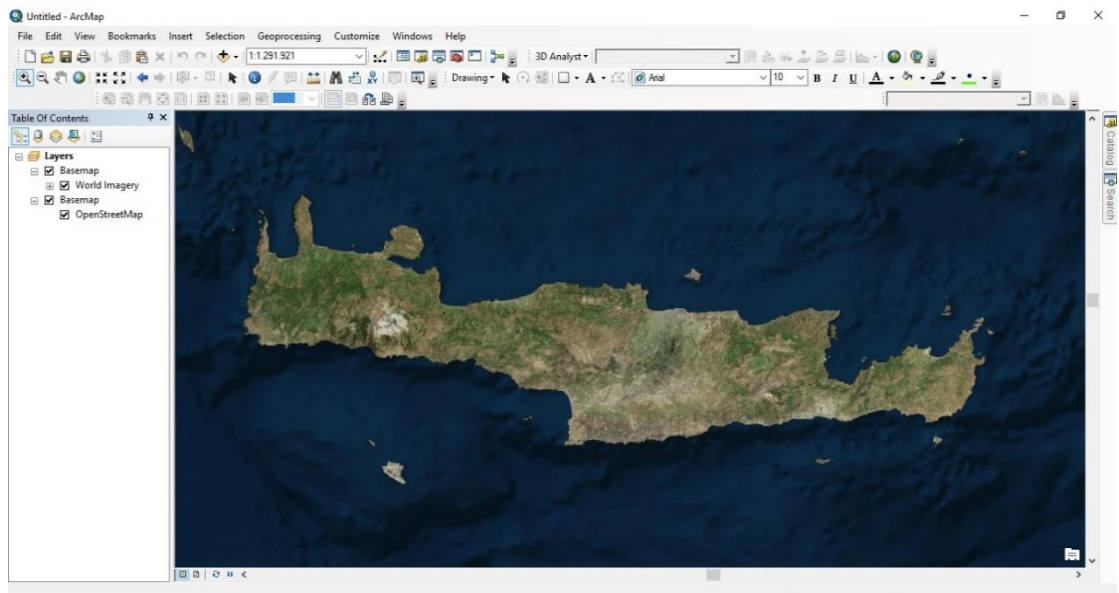 Untitled - ArcMap
File Edit View Bookmarks Insert Selection Geoprocessing Customize Windows Help
1:1.291.921
3D Analyst
Drawing A Arial 10 B I U A
Table Of Contents
Layers
Basemap
World Imagery
Basemap
OpenStreetMap
Catalog
Search